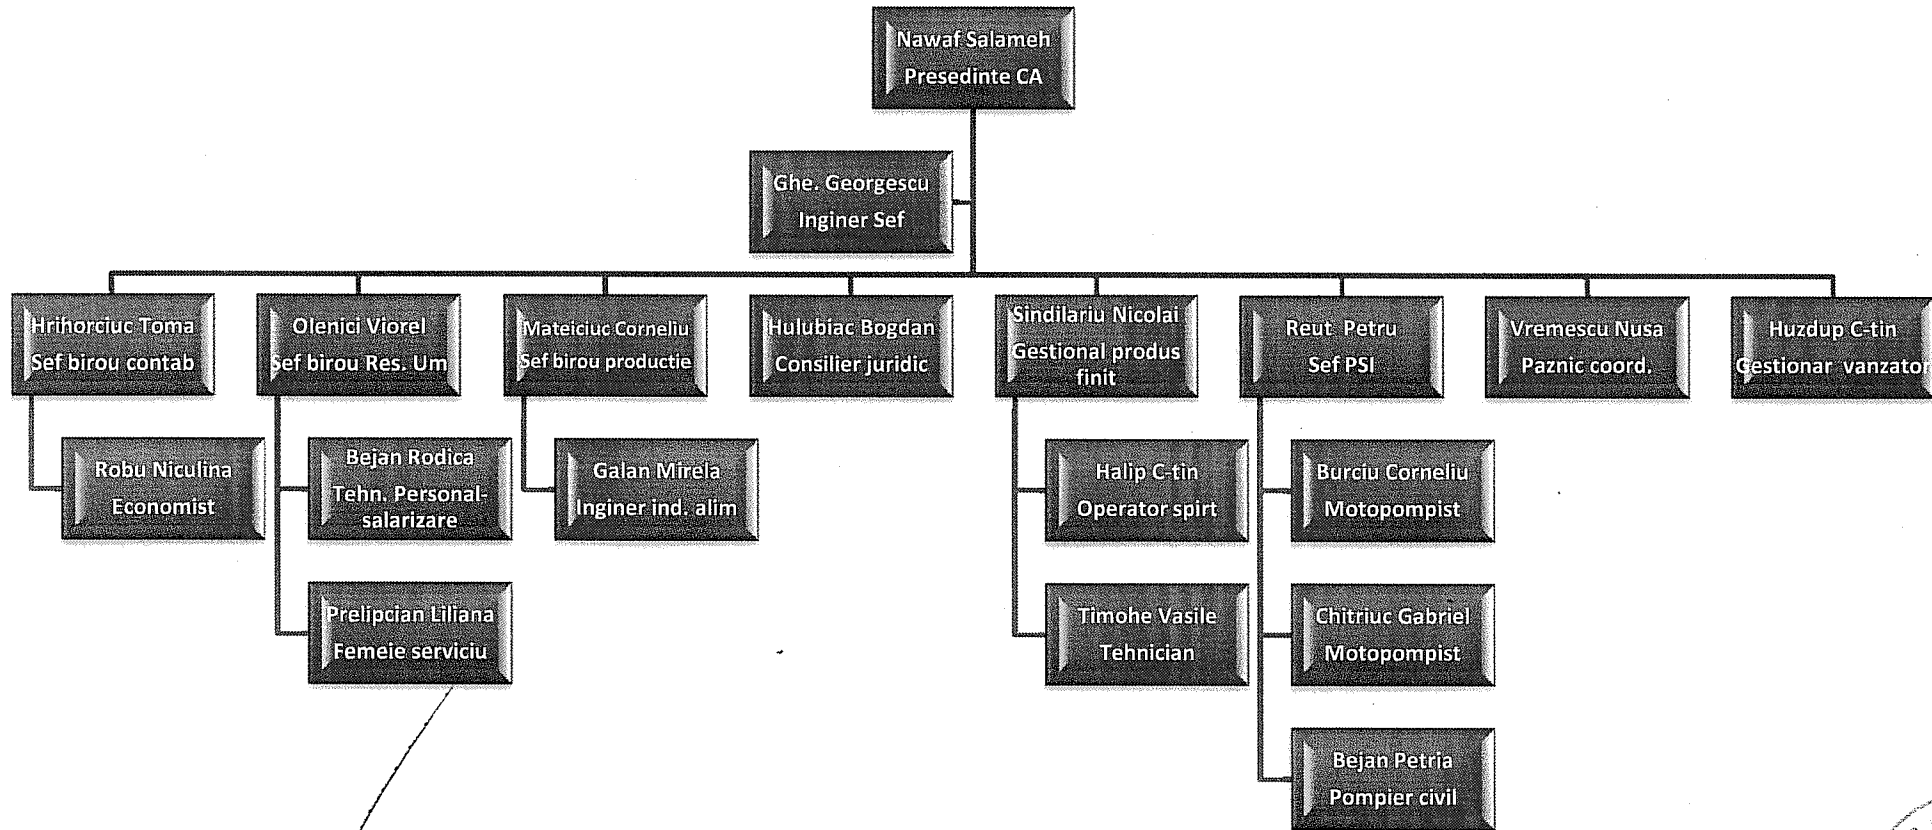 Nawaf Salameh
Presedinte CA
Ghe. Georgescu
Inginer Sef
Hrihorciuc Toma
Sef birou contab
Olenici Viorel
Sef birou Res. Um
Mateiciuc Corneliu
Sef birou productie
Hulubiac Bogdan
Consilier juridic
Sindilariu Nicolai
Gestional produs
finit
Reut Petru
Sef PSI
Vremescu Nusa
Paznic coord.
Huzdup C-tin
Gestionar vanzator
Robu Niculina
Economist
Bejan Rodica
Tehn. Personal-
salarizare
Galan Mirela
Inginer ind. alim
Halip C-tin
Operator spirt
Burciu Corneliu
Motopompist
Prelipcian Liliana
Femeie serviciu
Timohe Vasile
Tehnician
Chitriuc Gabriel
Motopompist
Bejan Petria
Pompier civil